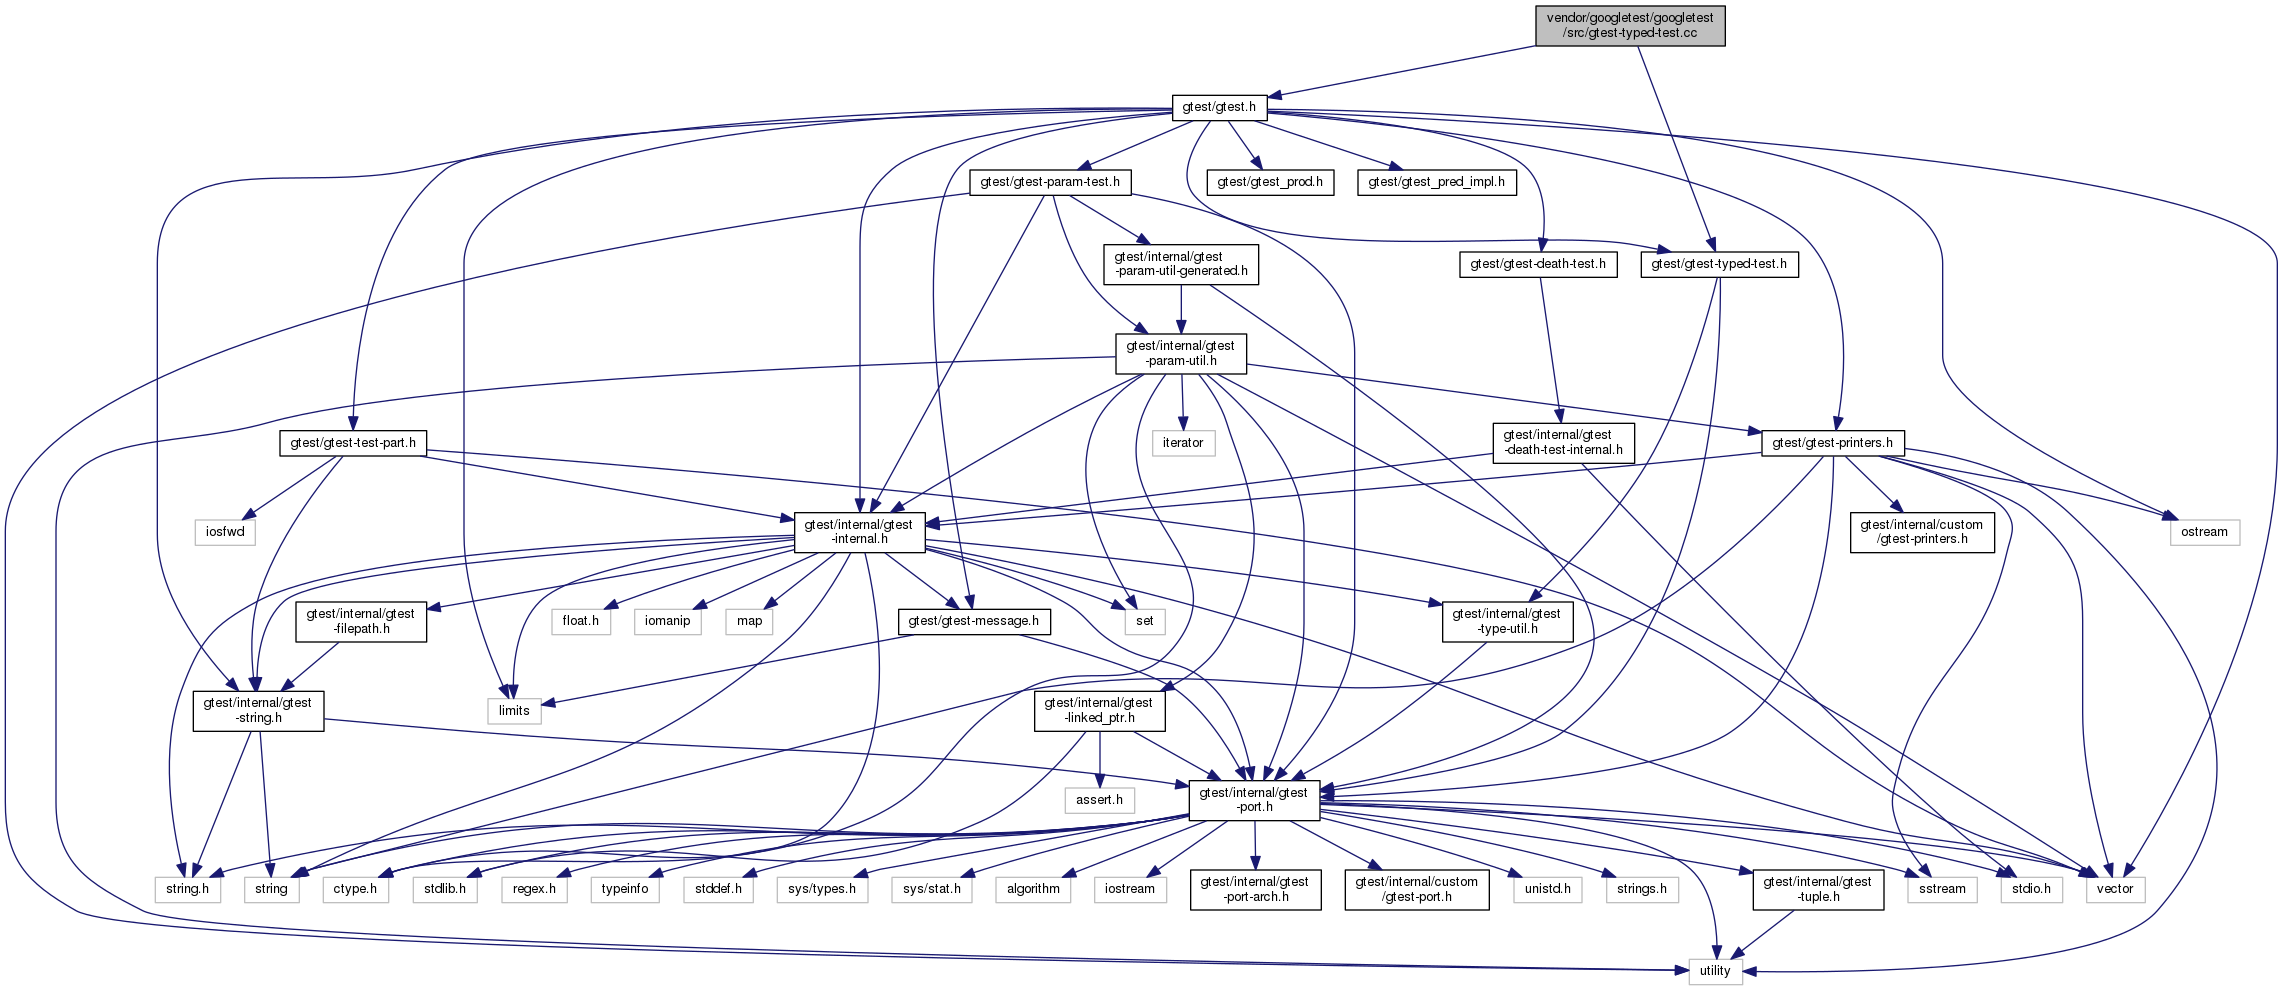 vendor/googletest/googletest
/src/gtest-typed-test.cc
gtest/gtest.h
gtest/gtest-param-test.h
gtest/gtest_prod.h
gtest/gtest_pred_impl.h
gtest/internal/gtest
-param-util-generated.h
gtest/gtest-death-test.h
gtest/gtest-typed-test.h
gtest/internal/gtest
-param-util.h
gtest/gtest-test-part.h
iterator
gtest/internal/gtest
-death-test-internal.h
gtest/gtest-printers.h
iosfwd
gtest/internal/gtest
-internal.h
gtest/internal/custom
/gtest-printers.h
ostream
gtest/internal/gtest
-filepath.h
float.h
iomanip
map
gtest/gtest-message.h
set
gtest/internal/gtest
-type-util.h
gtest/internal/gtest
-string.h
limits
gtest/internal/gtest
-linked_ptr.h
assert.h
gtest/internal/gtest
-port.h
string.h
string
ctype.h
stdlib.h
regex.h
typeinfo
stddef.h
sys/types.h
sys/stat.h
algorithm
iostream
gtest/internal/gtest
-port-arch.h
gtest/internal/custom
/gtest-port.h
unistd.h
strings.h
gtest/internal/gtest
-tuple.h
sstream
stdio.h
vector
utility